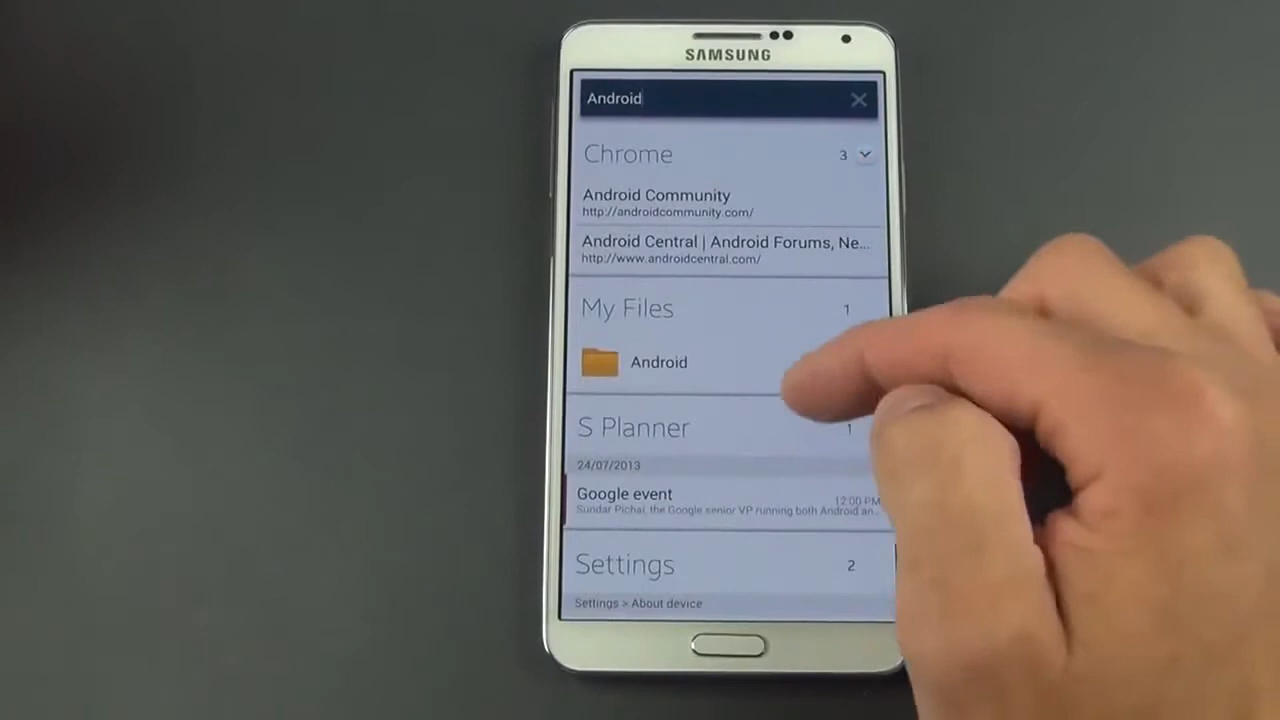 SAMSUNG
Android
Chrome 3
Android Community
http://androidcommunity.com/
Android Central | Android Forums, Ne...
http://www.androidcentral.com/
My Files 1
Android
S Planner 1
24/07/2013
Google event 12:00 PM
Sundar Pichai, the Google senior VP running both Android an..
Settings 2
Settings > About device